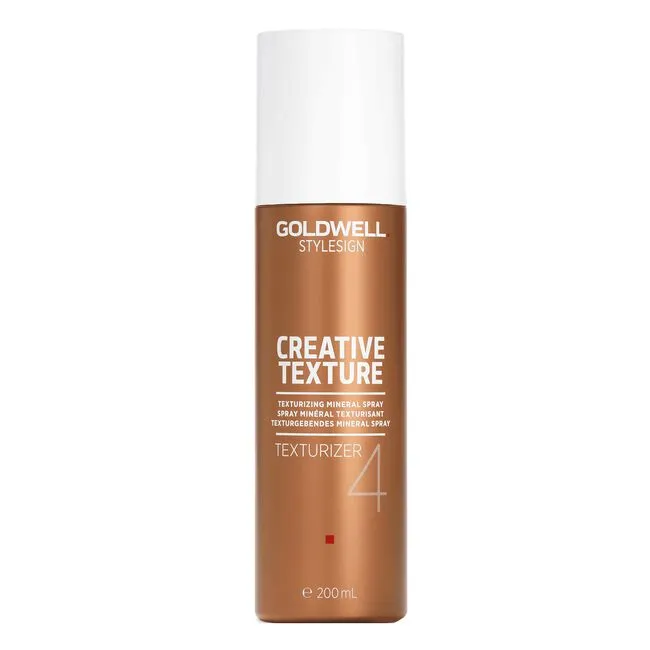 GOLDWELL
STYLESIGN
CREATIVE
TEXTURE
TEXTURIZING MINERAL SPRAY
SPRAY MINÉRAL TEXTURISANT
TEXTURGEBENDES MINERAL SPRAY
TEXTURIZER 4
℮ 200 mL